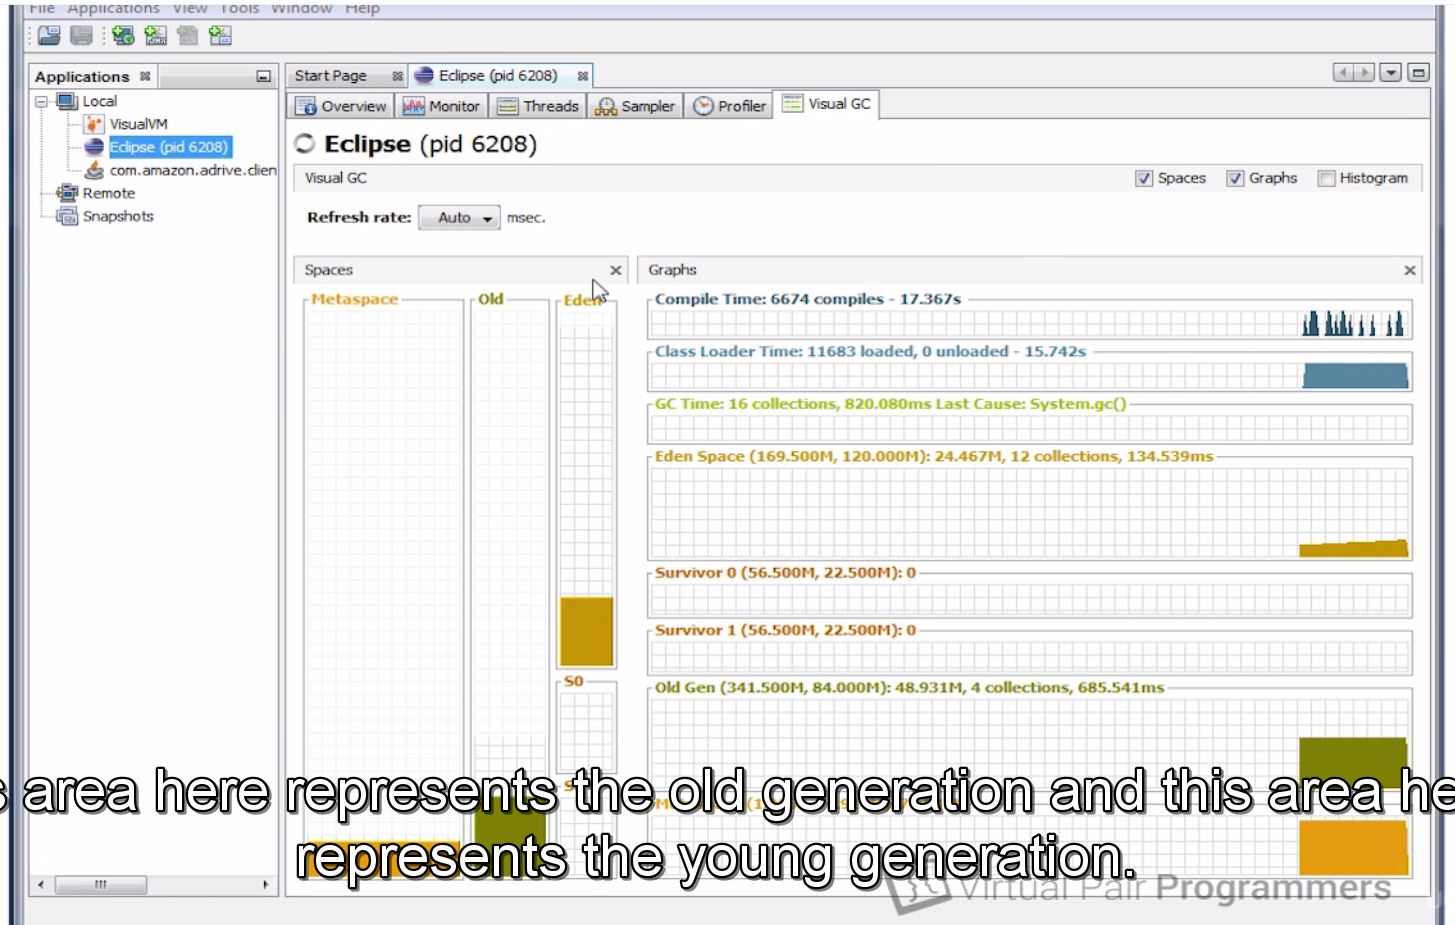 File Applications View Tools Window Help
Applications
Start Page
Eclipse (pid 6208)
Local
VisualVM
Eclipse (pid 6208)
com.amazon.adrive.clien
Remote
Snapshots
Overview Monitor Threads Sampler Profiler Visual GC
Eclipse (pid 6208)
Visual GC
Spaces Graphs Histogram
Refresh rate: Auto msec.
Spaces
Metaspace Old Eden
S0
Graphs
Compile Time: 6674 compiles - 17.367s
Class Loader Time: 11683 loaded, 0 unloaded - 15.742s
GC Time: 16 collections, 820.080ms Last Cause: System.gc()
Eden Space (169.500M, 120.000M): 24.467M, 12 collections, 134.539ms
Survivor 0 (56.500M, 22.500M): 0
Survivor 1 (56.500M, 22.500M): 0
Old Gen (341.500M, 84.000M): 48.931M, 4 collections, 685.541ms
area here represents the old generation and this area he
represents the young generation.
Virtual Pair Programmers